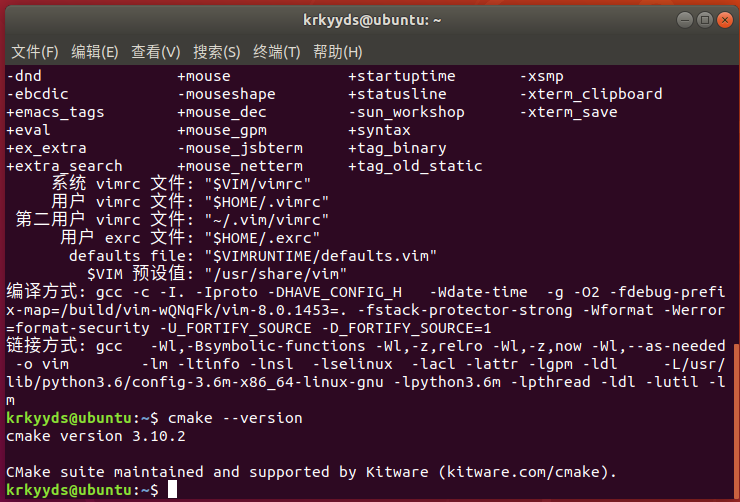 krkyyds@ubuntu: ~
文件(F) 编辑(E) 查看(V) 搜索(S) 终端(T) 帮助(H)
-dnd +mouse +startuptime -xsmp
-ebcdic -mouseshape +statusline -xterm_clipboard
+emacs_tags +mouse_dec -sun_workshop -xterm_save
+eval +mouse_gpm +syntax
+ex_extra -mouse_jsbterm +tag_binary
+extra_search +mouse_netterm +tag_old_static
系统 vimrc 文件: "$VIM/vimrc"
用户 vimrc 文件: "$HOME/.vimrc"
第二用户 vimrc 文件: "~/.vim/vimrc"
用户 exrc 文件: "$HOME/.exrc"
defaults file: "$VIMRUNTIME/defaults.vim"
$VIM 预设值: "/usr/share/vim"
编译方式: gcc -c -I. -Iproto -DHAVE_CONFIG_H -Wdate-time -g -O2 -fdebug-prefi
x-map=/build/vim-wQNqFk/vim-8.0.1453=. -fstack-protector-strong -Wformat -Werror
=format-security -U_FORTIFY_SOURCE -D_FORTIFY_SOURCE=1
链接方式: gcc -Wl,-Bsymbolic-functions -Wl,-z,relro -Wl,-z,now -Wl,--as-needed
-o vim -lm -ltinfo -lnsl -lselinux -lacl -lattr -lgpm -ldl -L/usr/
lib/python3.6/config-3.6m-x86_64-linux-gnu -lpython3.6m -lpthread -ldl -lutil -l
m
krkyyds@ubuntu:~$ cmake --version
cmake version 3.10.2
CMake suite maintained and supported by Kitware (kitware.com/cmake).
krkyyds@ubuntu:~$